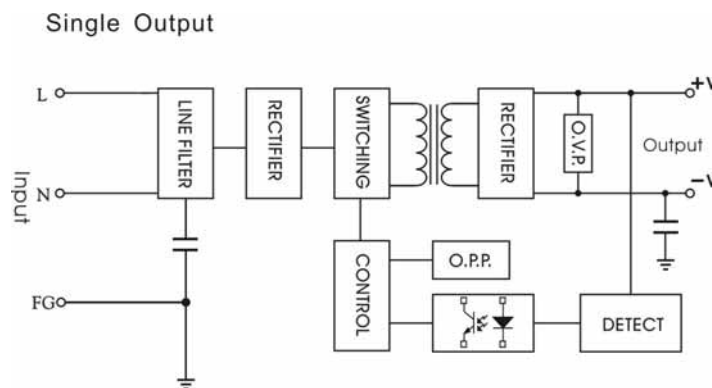 Single Output
L
N
Input
FG
LINE FILTER
RECTIFIER
SWITCHING
RECTIFIER
O.V.P.
+V
Output
-V
CONTROL
O.P.P.
DETECT